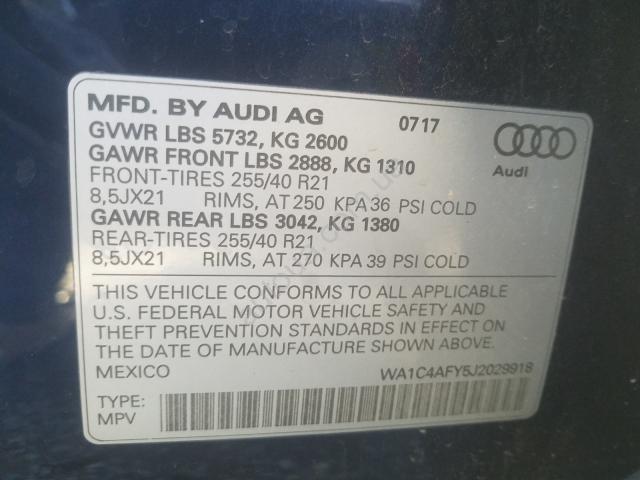 MFD. BY AUDI AG 0717
GVWR LBS 5732, KG 2600
GAWR FRONT LBS 2888, KG 1310
FRONT-TIRES 255/40 R21
8,5JX21 RIMS, AT 250 KPA 36 PSI COLD
GAWR REAR LBS 3042, KG 1380
REAR-TIRES 255/40 R21
8,5JX21 RIMS, AT 270 KPA 39 PSI COLD
Audi
THIS VEHICLE CONFORMS TO ALL APPLICABLE
U.S. FEDERAL MOTOR VEHICLE SAFETY AND
THEFT PREVENTION STANDARDS IN EFFECT ON
THE DATE OF MANUFACTURE SHOWN ABOVE.
MEXICO WA1C4AFY5J2029918
TYPE:
MPV